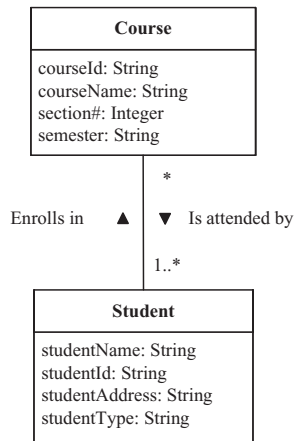 Course
courseId: String
courseName: String
section#: Integer
semester: String
*
Enrolls in ▲ ▼ Is attended by
1..*
Student
studentName: String
studentId: String
studentAddress: String
studentType: String